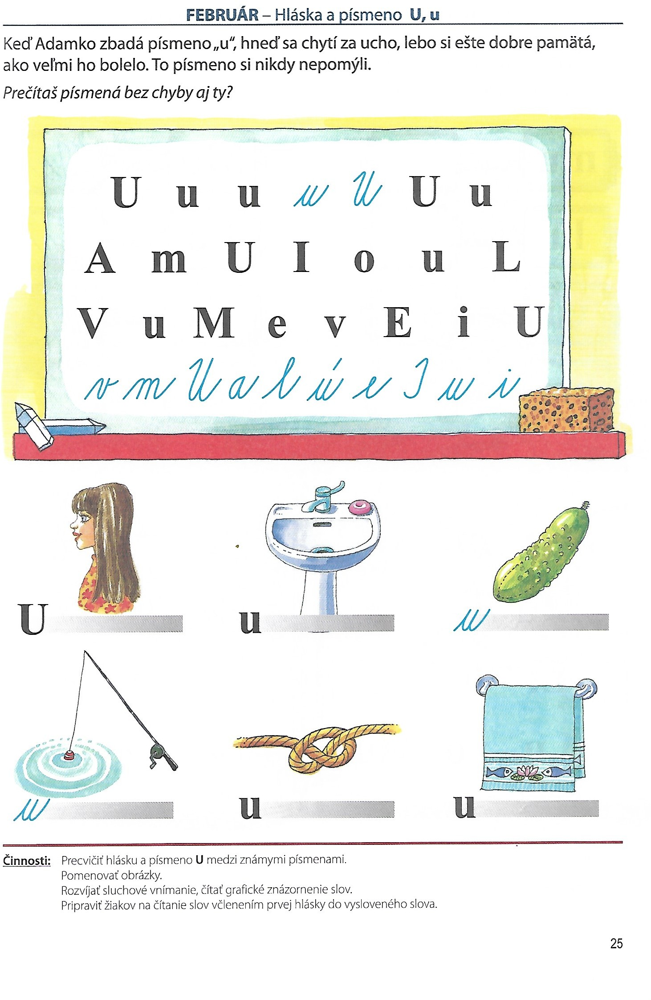 FEBRUÁR – Hláska a písmeno U, u
Keď Adamko zbadá písmeno „u“, hneď sa chytí za ucho, lebo si ešte dobre pamätá,
ako veľmi ho bolelo. To písmeno si nikdy nepomýli.
Prečítaš písmená bez chyby aj ty?
U u u u U U u
A m U I o u L
V u M e v E i U
v m U a l ú e I u i
U u u
u u u
Činnosti: Precvičiť hlásku a písmeno U medzi známymi písmenami.
Pomenovať obrázky.
Rozvíjať sluchové vnímanie, čítať grafické znázornenie slov.
Pripraviť žiakov na čítanie slov včlenením prvej hlásky do vysloveného slova.
25